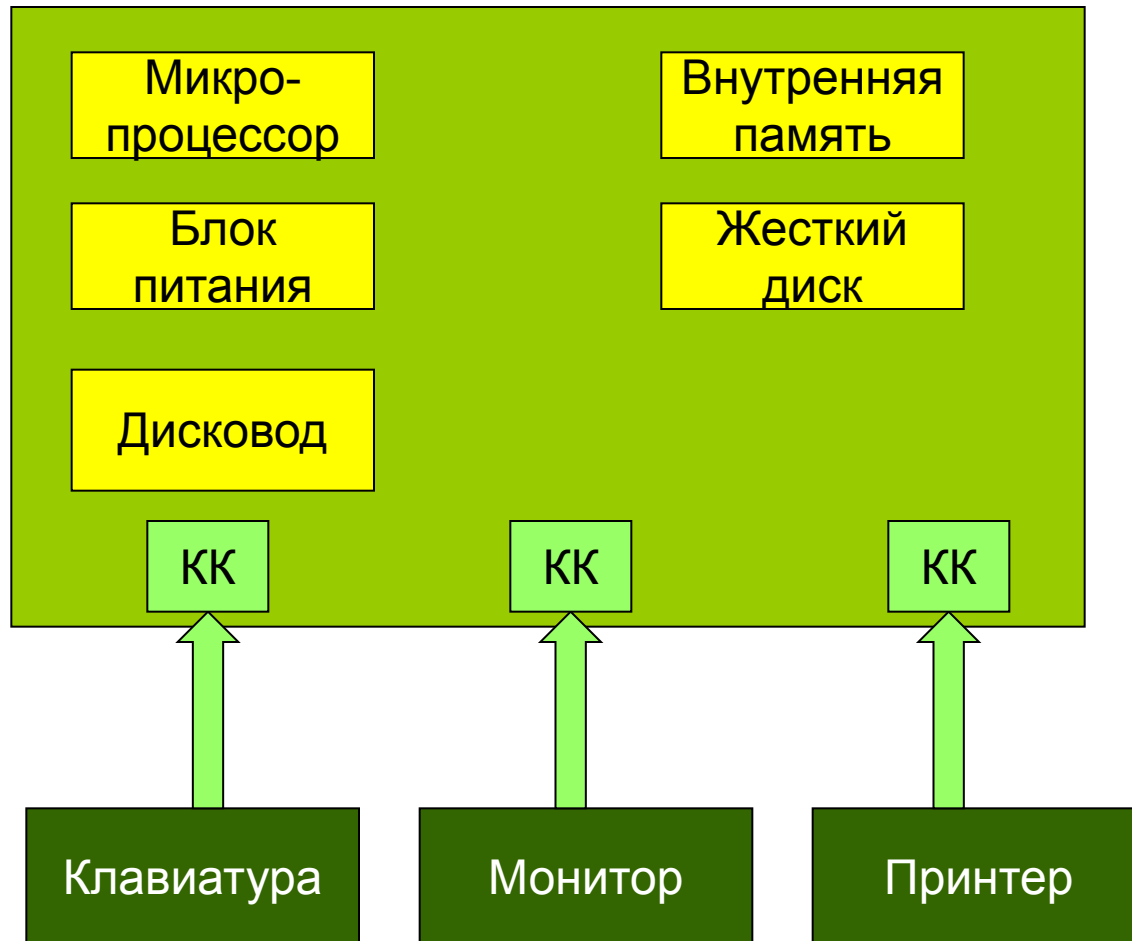 Микро-
процессор
Внутренняя
память
Блок
питания
Жесткий
диск
Дисковод
КК
КК
КК
Клавиатура
Монитор
Принтер